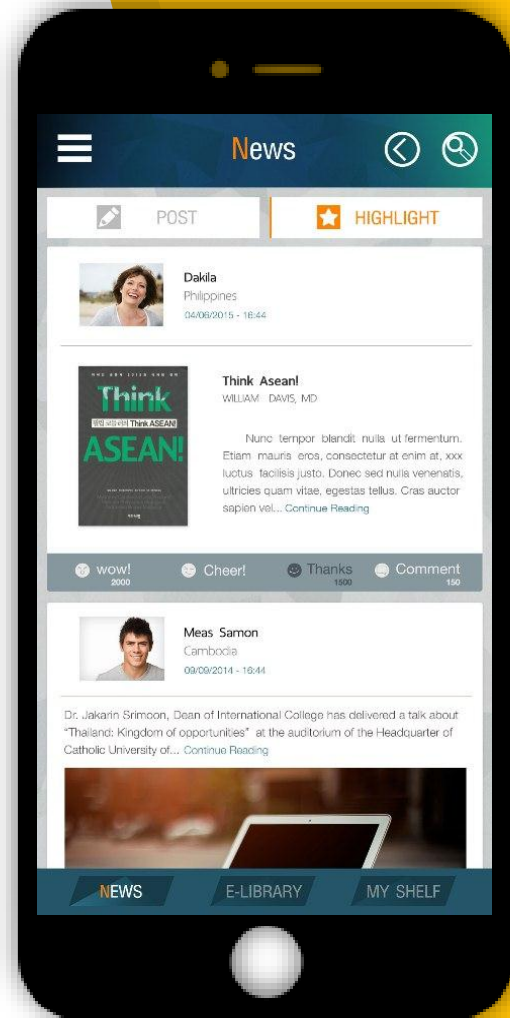 News
POST
HIGHLIGHT
Dakila
Philippines
04/06/2015 - 16:44
Think
Think ASEAN!
ASEAN!
Think Asean!
WILLIAM DAVIS, MD
Nunc tempor blandit nulla ut fermentum.
Etiam mauris eros, consectetur at enim at, xxx
luctus facilisis justo. Donec sed nulla venenatis,
ultricies quam vitae, egestas tellus. Cras auctor
sapien vel... Continue Reading
wow!
2000
Cheer!
Thanks
1500
Comment
150
Meas Samon
Cambodia
09/09/2014 - 16:44
Dr. Jakarin Srimoon, Dean of International College has delivered a talk about
"Thailand: Kingdom of opportunities" at the auditorium of the Headquarter of
Catholic University of... Continue Reading
NEWS
E-LIBRARY
MY SHELF